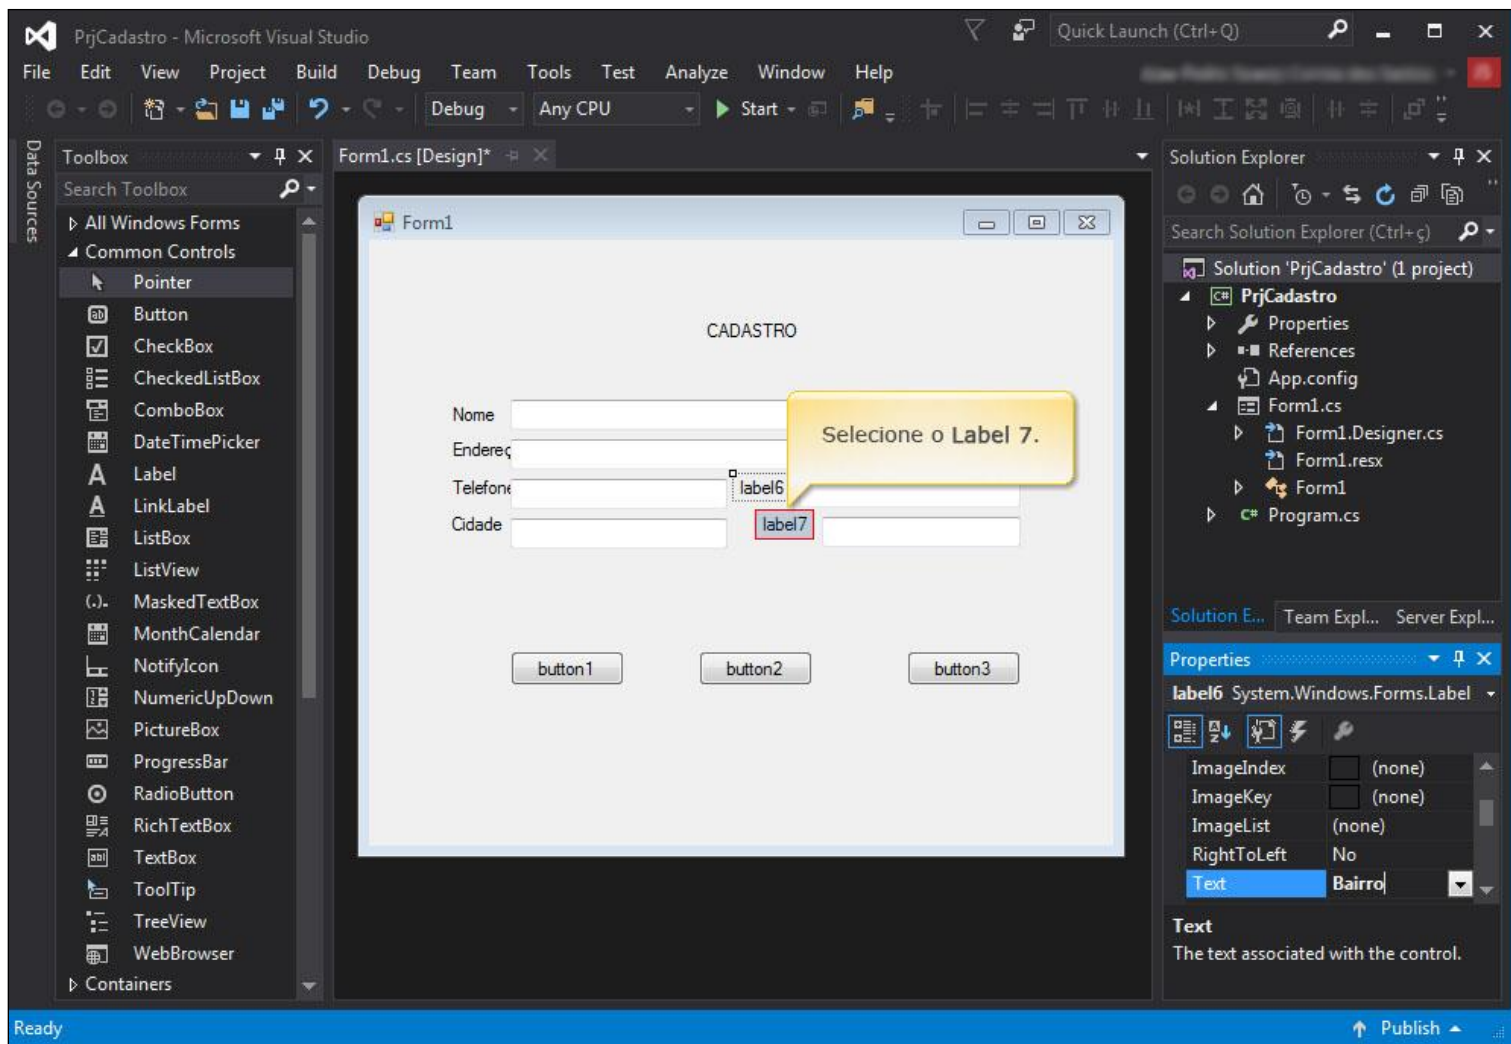 PrjCadastro - Microsoft Visual Studio
Quick Launch (Ctrl+Q)
File Edit View Project Build Debug Team Tools Test Analyze Window Help
Debug Any CPU Start
Data Sources
Toolbox
Search Toolbox
All Windows Forms
Common Controls
Pointer
Button
CheckBox
CheckedListBox
ComboBox
DateTimePicker
Label
LinkLabel
ListBox
ListView
MaskedTextBox
MonthCalendar
NotifyIcon
NumericUpDown
PictureBox
ProgressBar
RadioButton
RichTextBox
TextBox
ToolTip
TreeView
WebBrowser
Containers
Form1.cs [Design]*
Form1
CADASTRO
Nome
Endereç
Telefone
label6
Cidade
label7
Selecione o Label 7.
button1 button2 button3
Solution Explorer
Search Solution Explorer (Ctrl+ç)
Solution 'PrjCadastro' (1 project)
PrjCadastro
Properties
References
App.config
Form1.cs
Form1.Designer.cs
Form1.resx
Form1
Program.cs
Solution E... Team Expl... Server Expl...
Properties
label6 System.Windows.Forms.Label
ImageIndex (none)
ImageKey (none)
ImageList (none)
RightToLeft No
Text Bairro
Text
The text associated with the control.
Ready
Publish